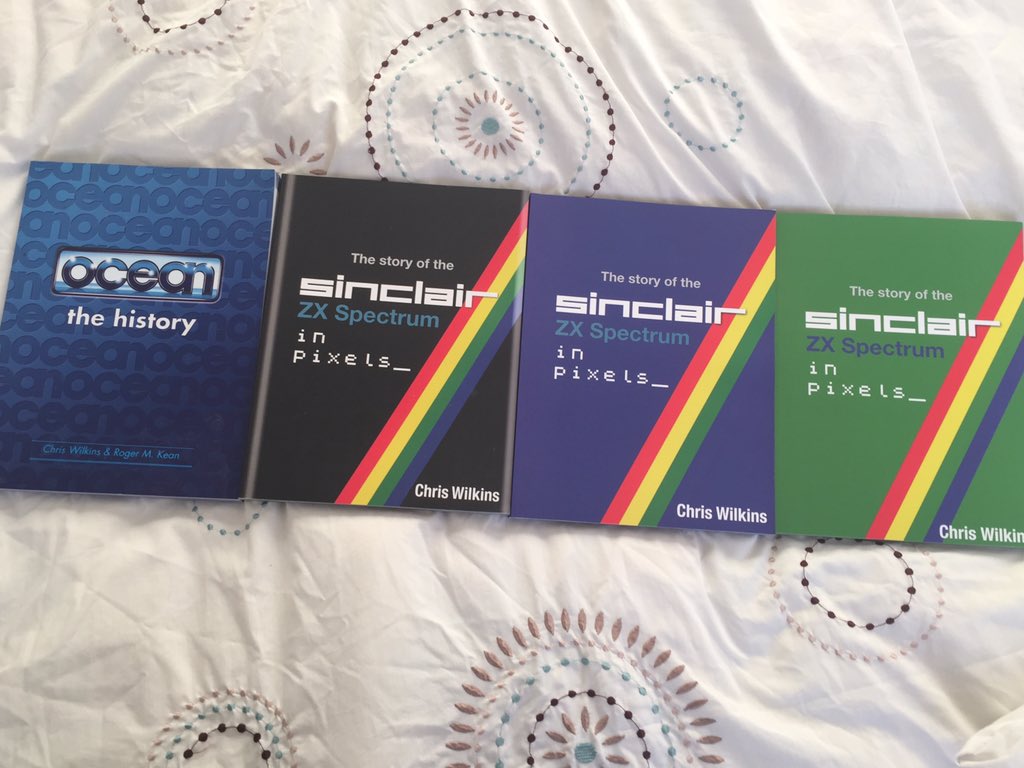 ocean
the history
Chris Wilkins & Roger M. Kean
The story of the
sinclair
ZX Spectrum
in
pixels_
Chris Wilkins
The story of the
sinclair
ZX Spectrum
in
pixels_
Chris Wilkins
The story of the
sinclair
ZX Spectrum
in
pixels_
Chris Wilkin